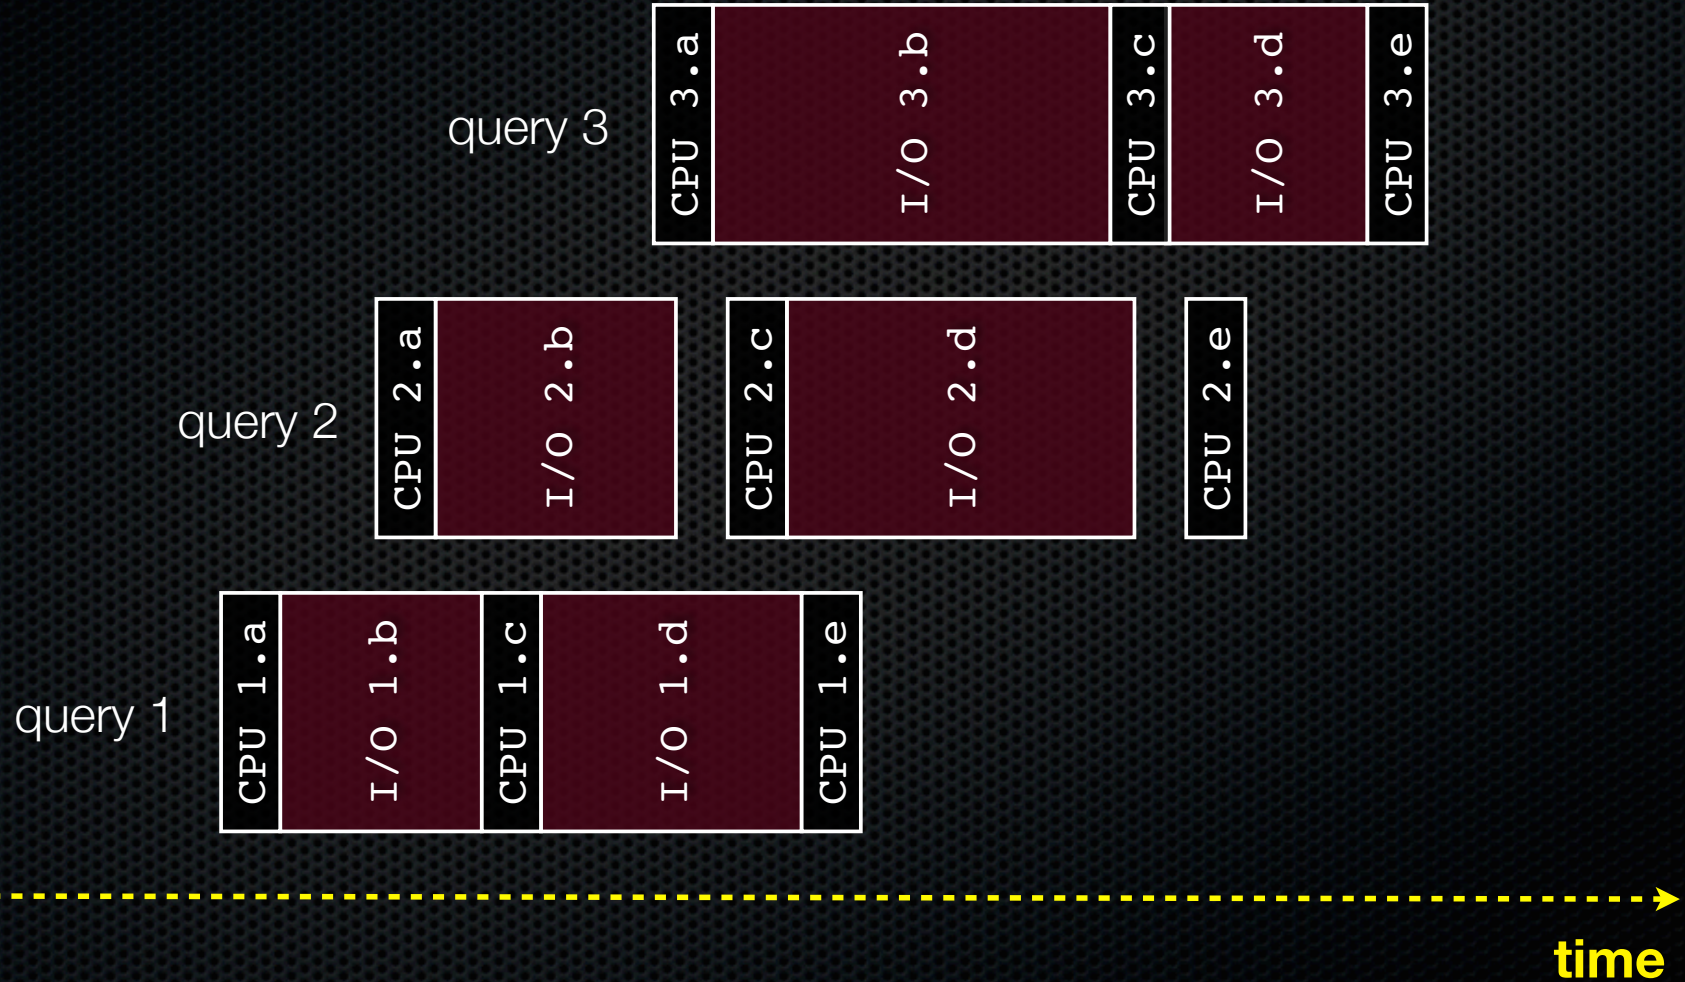 query 3
CPU 3.a
I/O 3.b
CPU 3.c
I/O 3.d
CPU 3.e
query 2
CPU 2.a
I/O 2.b
CPU 2.c
I/O 2.d
CPU 2.e
query 1
CPU 1.a
I/O 1.b
CPU 1.c
I/O 1.d
CPU 1.e
time